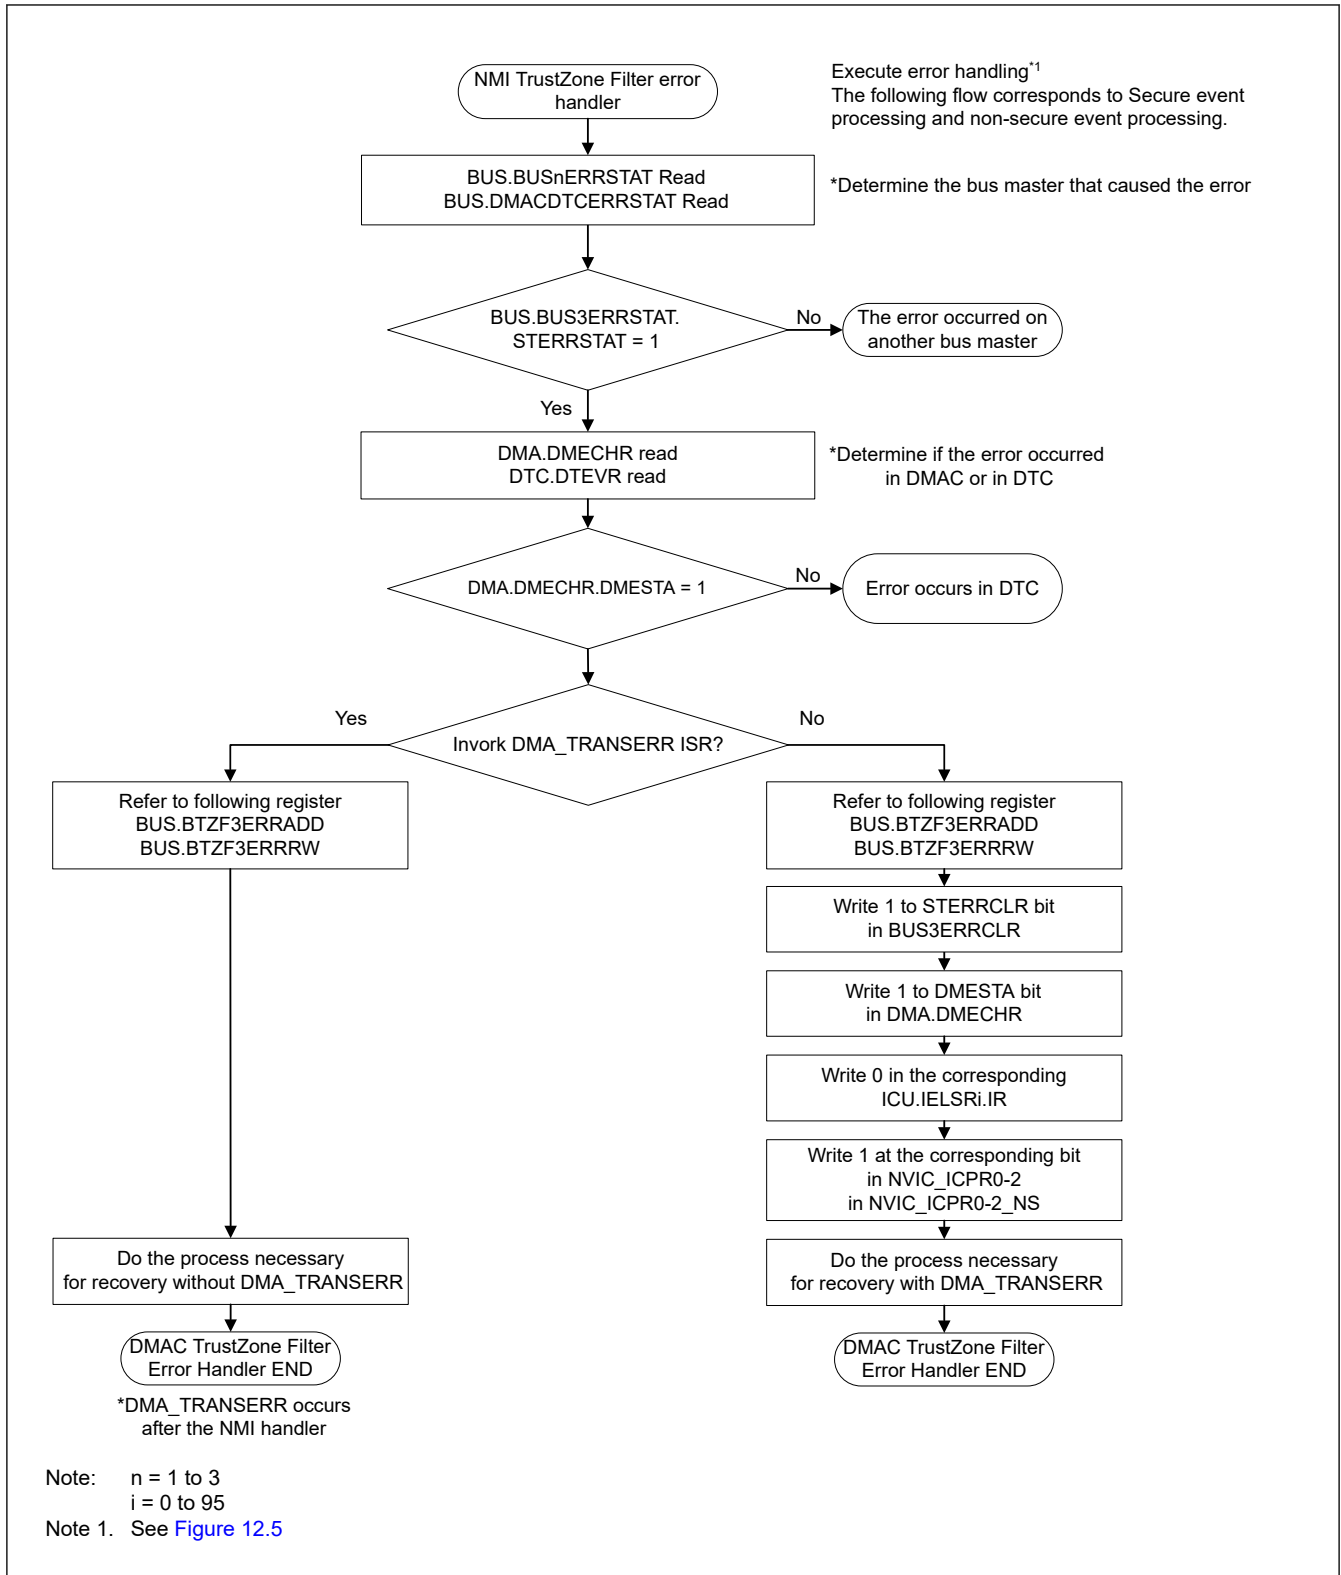 NMI TrustZone Filter error
handler
Execute error handling*1
The following flow corresponds to Secure event
processing and non-secure event processing.
BUS.BUSnERRSTAT Read
BUS.DMACDTCERRSTAT Read
*Determine the bus master that caused the error
BUS.BUS3ERRSTAT.
STERRSTAT = 1
No
The error occurred on
another bus master
Yes
DMA.DMECHR read
DTC.DTEVR read
*Determine if the error occurred
in DMAC or in DTC
DMA.DMECHR.DMESTA = 1
No
Error occurs in DTC
Yes
Invork DMA_TRANSERR ISR?
No
Refer to following register
BUS.BTZF3ERRADD
BUS.BTZF3ERRRW
Refer to following register
BUS.BTZF3ERRADD
BUS.BTZF3ERRRW
Write 1 to STERRCLR bit
in BUS3ERRCLR
Write 1 to DMESTA bit
in DMA.DMECHR
Write 0 in the corresponding
ICU.IELSRi.IR
Write 1 at the corresponding bit
in NVIC_ICPR0-2
in NVIC_ICPR0-2_NS
Do the process necessary
for recovery without DMA_TRANSERR
Do the process necessary
for recovery with DMA_TRANSERR
DMAC TrustZone Filter
Error Handler END
DMAC TrustZone Filter
Error Handler END
*DMA_TRANSERR occurs
after the NMI handler
Note: n = 1 to 3
i = 0 to 95
Note 1. See Figure 12.5